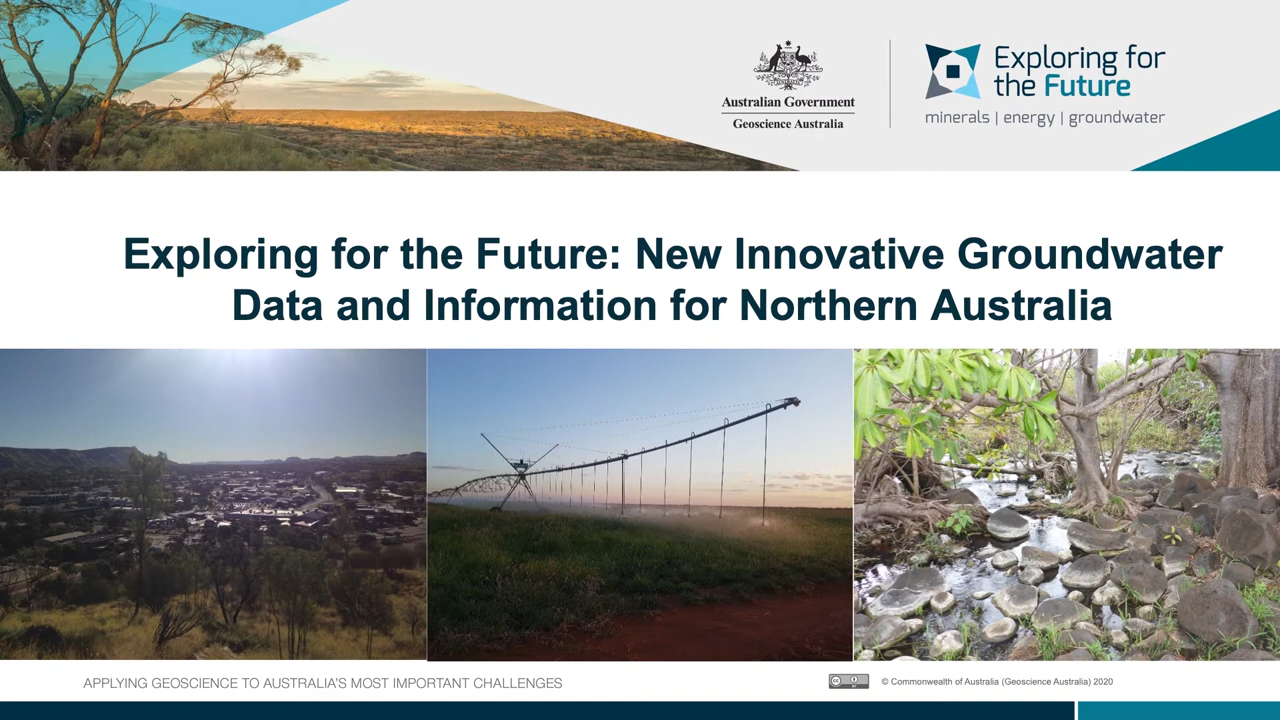 Australian Government
Geoscience Australia
Exploring for
the Future
minerals | energy | groundwater
Exploring for the Future: New Innovative Groundwater
Data and Information for Northern Australia
APPLYING GEOSCIENCE TO AUSTRALIA'S MOST IMPORTANT CHALLENGES
© Commonwealth of Australia (Geoscience Australia) 2020